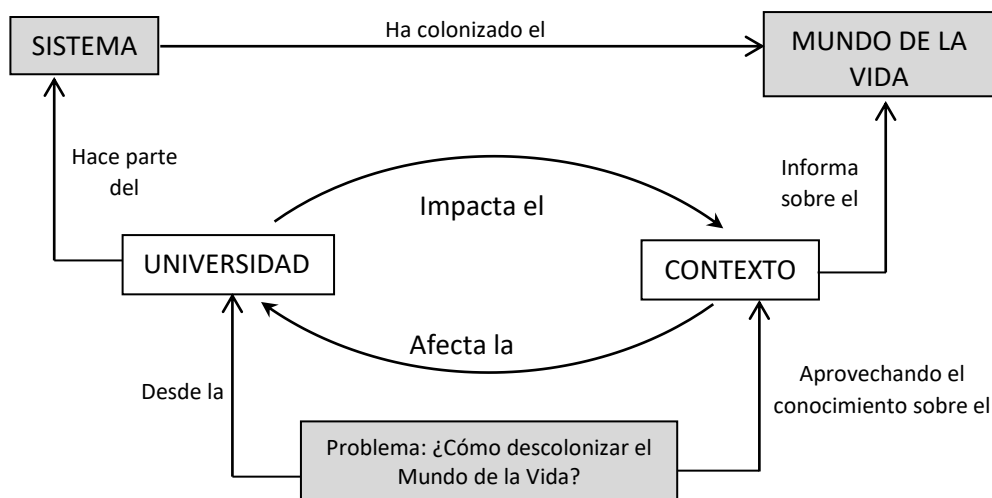 Ha colonizado el
SISTEMA
MUNDO DE LA
VIDA
Hace parte
del
Informa
sobre el
Impacta el
UNIVERSIDAD
CONTEXTO
Afecta la
Desde la
Aprovechando el
conocimiento sobre el
Problema: ¿Cómo descolonizar el
Mundo de la Vida?